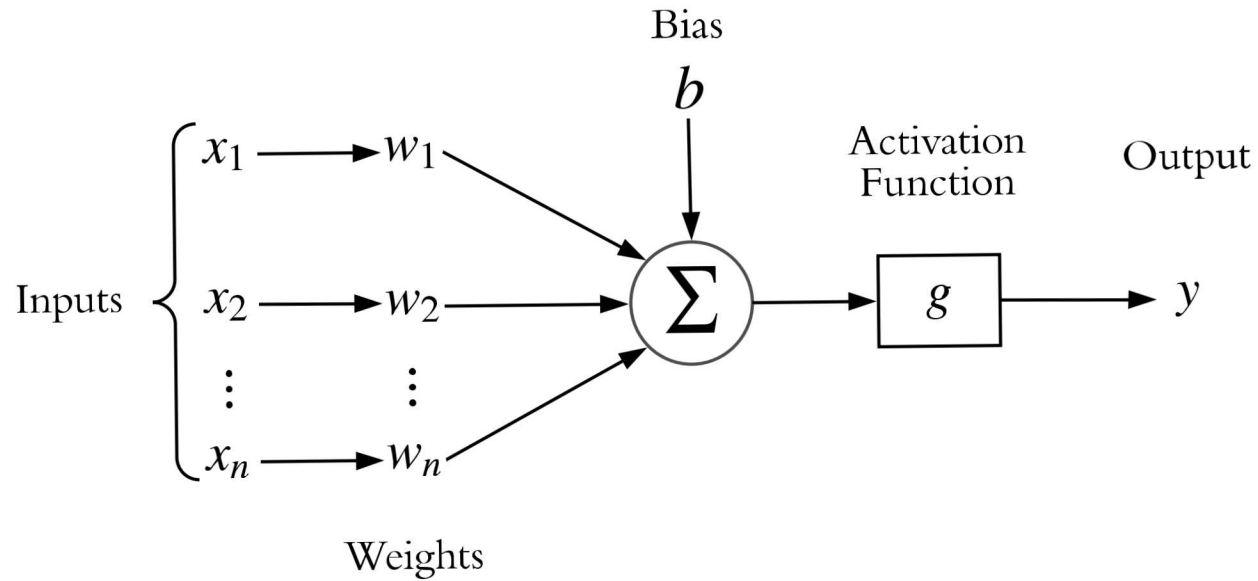 Bias
b
Activation
Function
Output
x1
w1
Inputs
x2
w2
Σ
g
y
⋮
⋮
xn
wn
Weights